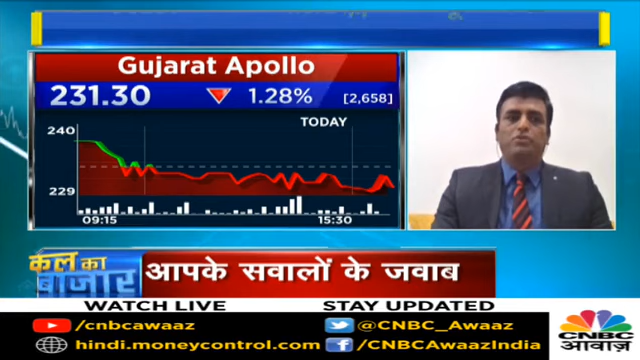 Gujarat Apollo
231.30 ▼ 1.28% [2,658]
TODAY
240
229
09:15 15:30
कल का
बाज़ार
आपके सवालों के जवाब
WATCH LIVE STAY UPDATED
/cnbcawaaz @CNBC_Awaaz
hindi.moneycontrol.com /CNBCAwaazIndia
CNBC
आवाज़